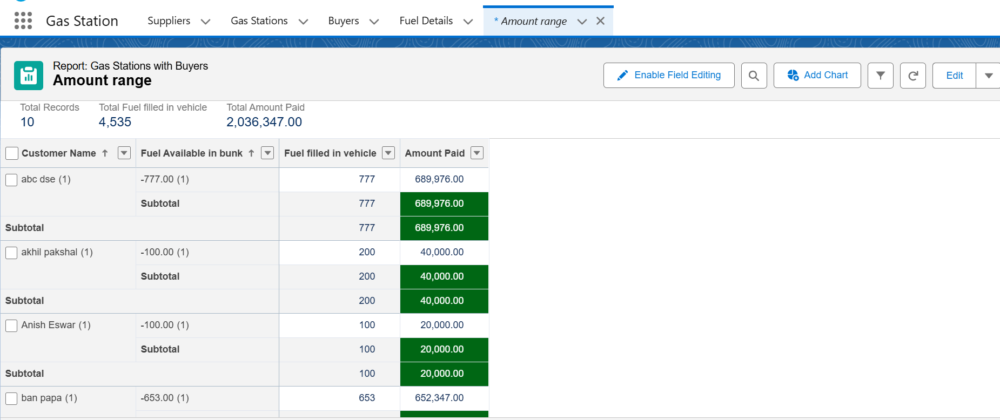 Gas Station Suppliers Gas Stations Buyers Fuel Details * Amount range
Report: Gas Stations with Buyers
Amount range
Enable Field Editing Add Chart Edit
Total Records Total Fuel filled in vehicle Total Amount Paid
10 4,535 2,036,347.00
Customer Name ↑ Fuel Available in bunk ↑ Fuel filled in vehicle Amount Paid
abc dse (1) -777.00 (1) 777 689,976.00
Subtotal 777 689,976.00
Subtotal 777 689,976.00
akhil pakshal (1) -100.00 (1) 200 40,000.00
Subtotal 200 40,000.00
Subtotal 200 40,000.00
Anish Eswar (1) -100.00 (1) 100 20,000.00
Subtotal 100 20,000.00
Subtotal 100 20,000.00
ban papa (1) -653.00 (1) 653 652,347.00